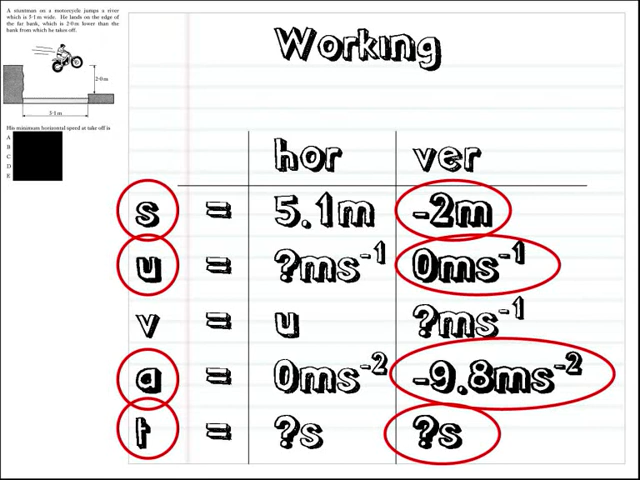 A stuntman on a motorcycle jumps a river
which is 5·1 m wide. He lands on the edge of
the far bank, which is 2·0 m lower than the
bank from which he takes off.
2·0 m
5·1 m
His minimum horizontal speed at take off is
A
B
C
D
E
Working
hor ver
s = 5.1m -2m
u = ?ms⁻¹ 0ms⁻¹
v = u ?ms⁻¹
a = 0ms⁻² -9.8ms⁻²
t = ?s ?s